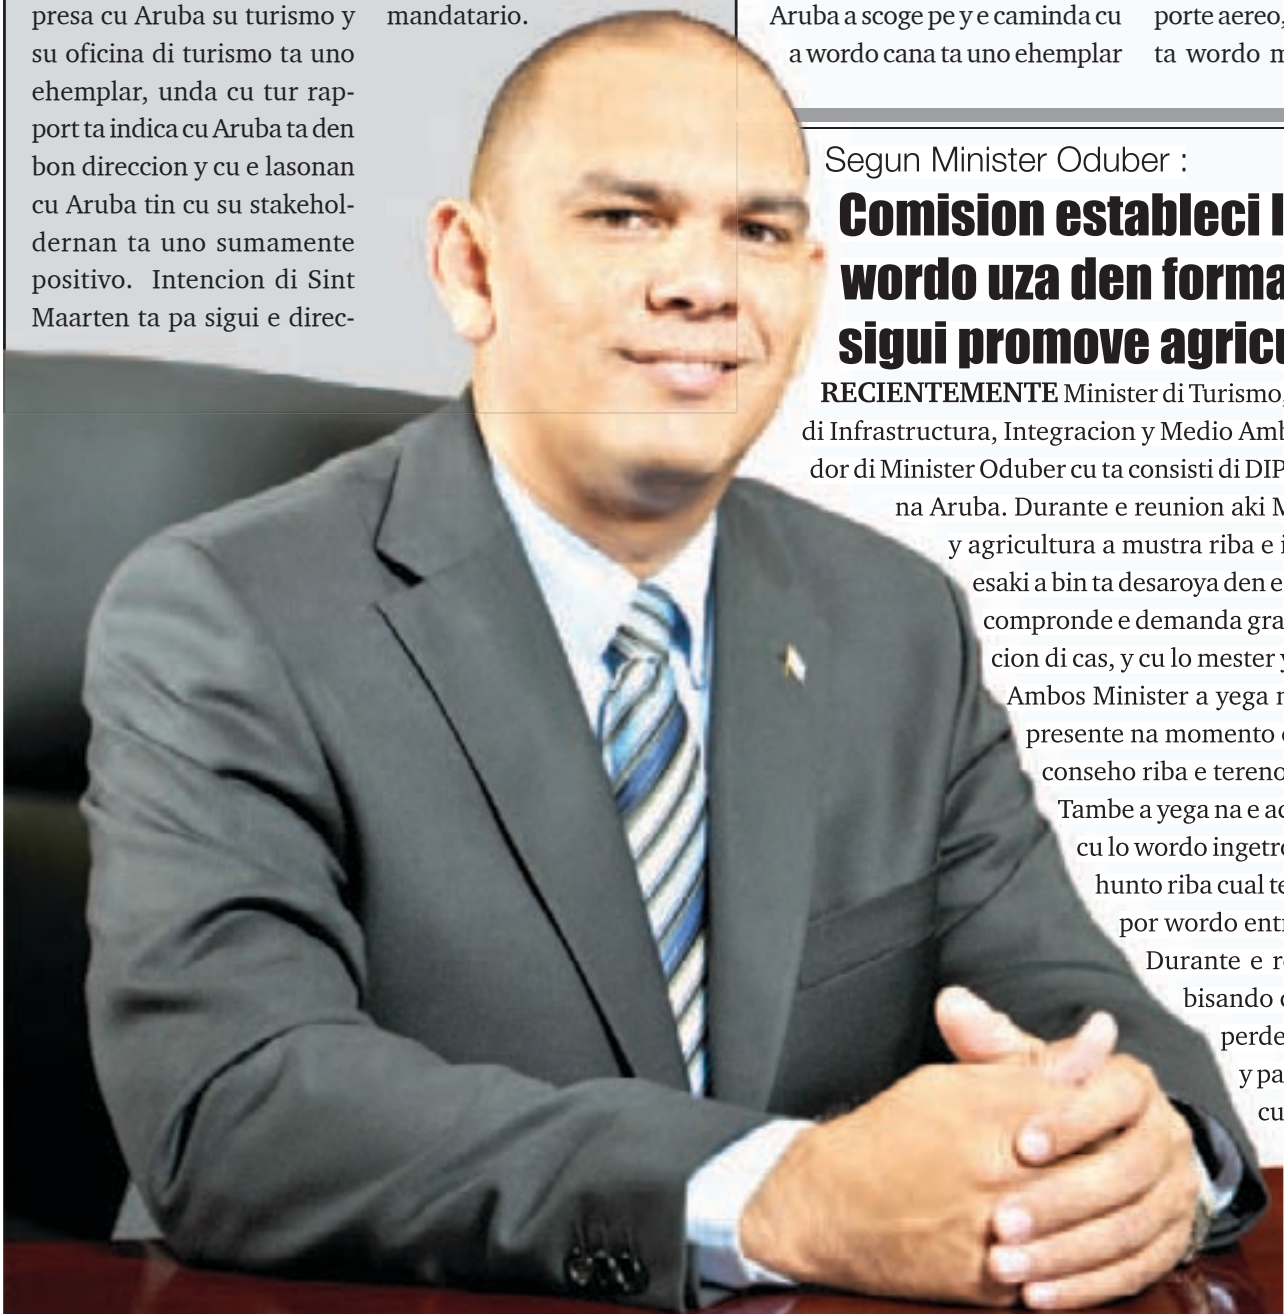 presa cu Aruba su turismo y
su oficina di turismo ta uno
ehemplar, unda cu tur rap-
port ta indica cu Aruba ta den
bon direccion y cu e lasonan
cu Aruba tin cu su stakehol-
dernan ta uno sumamente
positivo. Intencion di Sint
Maarten ta pa sigui e direc-
mandatario.
Aruba a scoge pe y e caminda cu
a wordo cana ta uno ehemplar
porte aereo,
ta wordo
Segun Minister Oduber :
Comision estableci
wordo uza den forma
sigui promove
RECIENTEMENTE Minister di Turismo,
di Infrastructura, Integracion y Medio
dor di Minister Oduber cu ta consisti di
na Aruba. Durante e reunion aki
y agricultura a mustra riba e
esaki a bin ta desaroya den e
compronde e demanda
cion di cas, y cu lo mester
Ambos Minister a yega
presente na momento
conseho riba e tereno
Tambe a yega na e
cu lo wordo
hunto riba cual
por wordo
Durante e
bisando
perde
y pa
cu